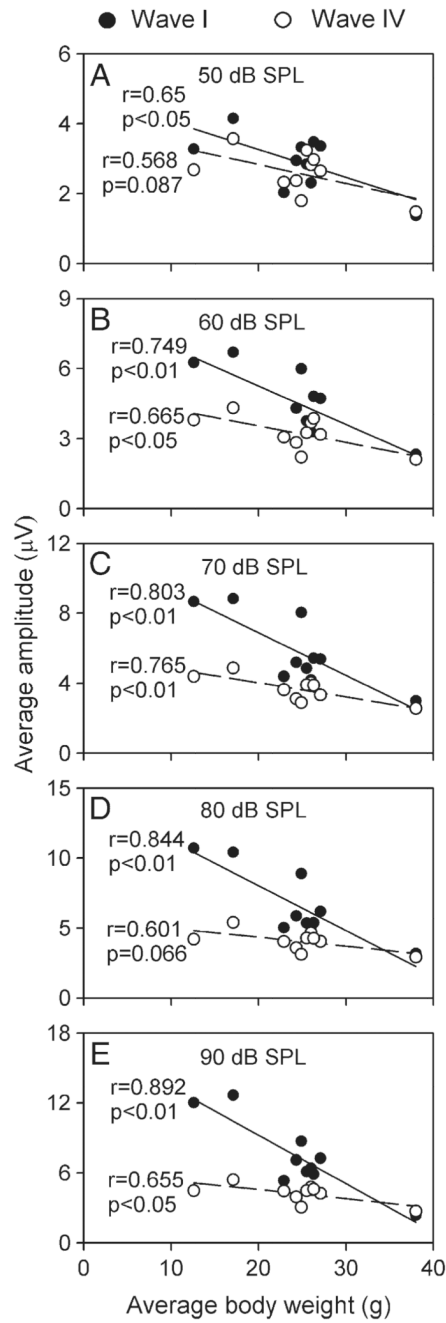 Wave I Wave IV
A 50 dB SPL
r=0.65
p<0.05
r=0.568
p=0.087
6
4
2
0
B 60 dB SPL
r=0.749
p<0.01
r=0.665
p<0.05
9
6
3
0
C 70 dB SPL
r=0.803
p<0.01
r=0.765
p<0.01
12
8
4
0
D 80 dB SPL
r=0.844
p<0.01
r=0.601
p=0.066
15
10
5
0
E 90 dB SPL
r=0.892
p<0.01
r=0.655
p<0.05
18
12
6
0
0 10 20 30 40
Average body weight (g)
Average amplitude (μV)